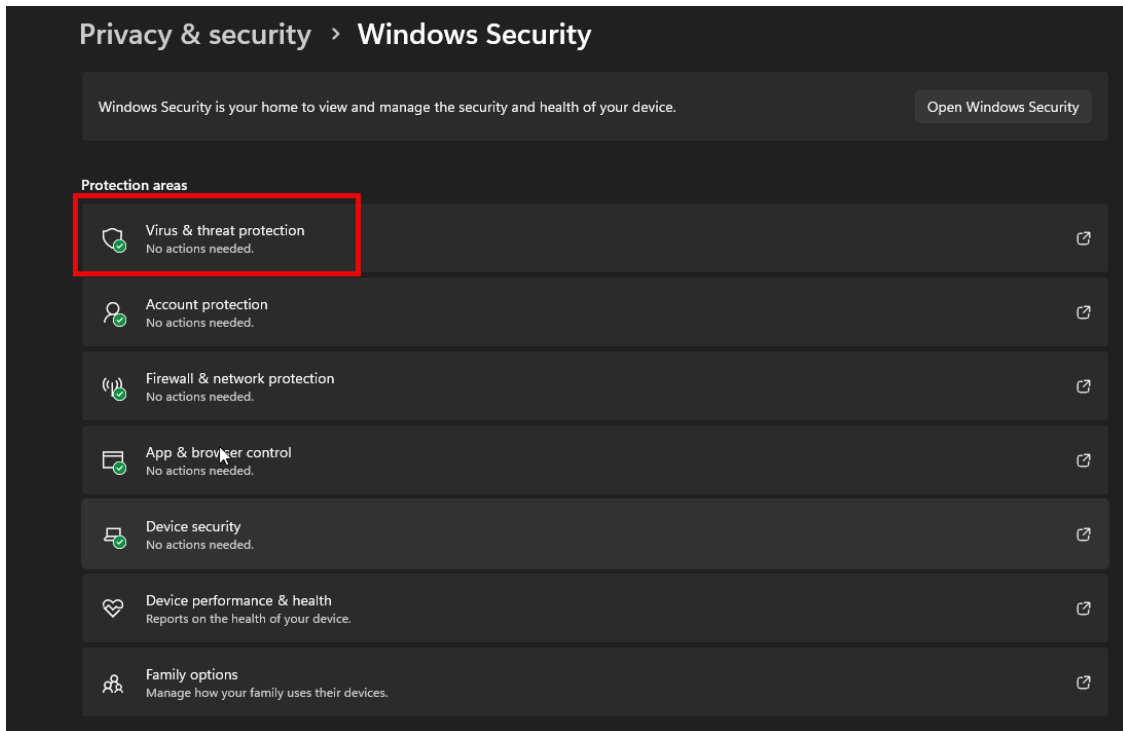 Privacy & security > Windows Security
Windows Security is your home to view and manage the security and health of your device.
Open Windows Security
Protection areas
Virus & threat protection
No actions needed.
Account protection
No actions needed.
Firewall & network protection
No actions needed.
App & browser control
No actions needed.
Device security
No actions needed.
Device performance & health
Reports on the health of your device.
Family options
Manage how your family uses their devices.